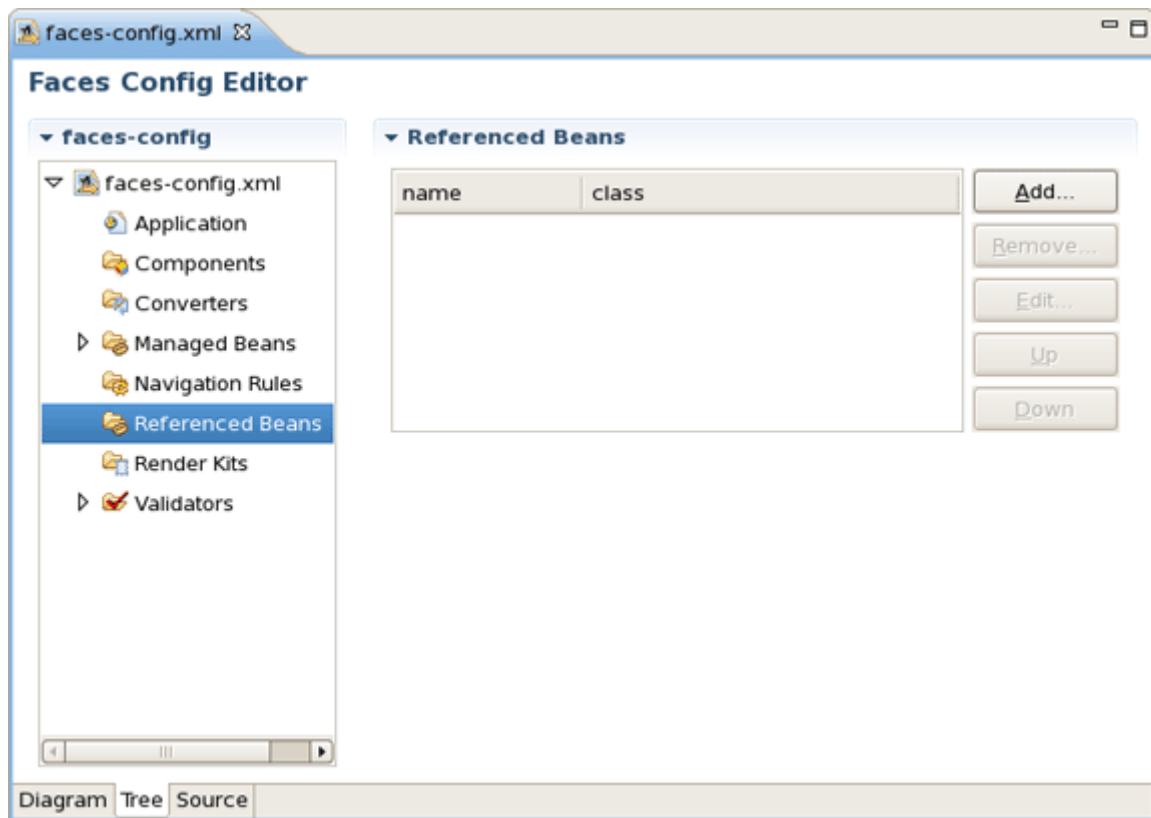 faces-config.xml
Faces Config Editor
faces-config
faces-config.xml
Application
Components
Converters
Managed Beans
Navigation Rules
Referenced Beans
Render Kits
Validators
Referenced Beans
name class
Add...
Remove...
Edit...
Up
Down
Diagram Tree Source